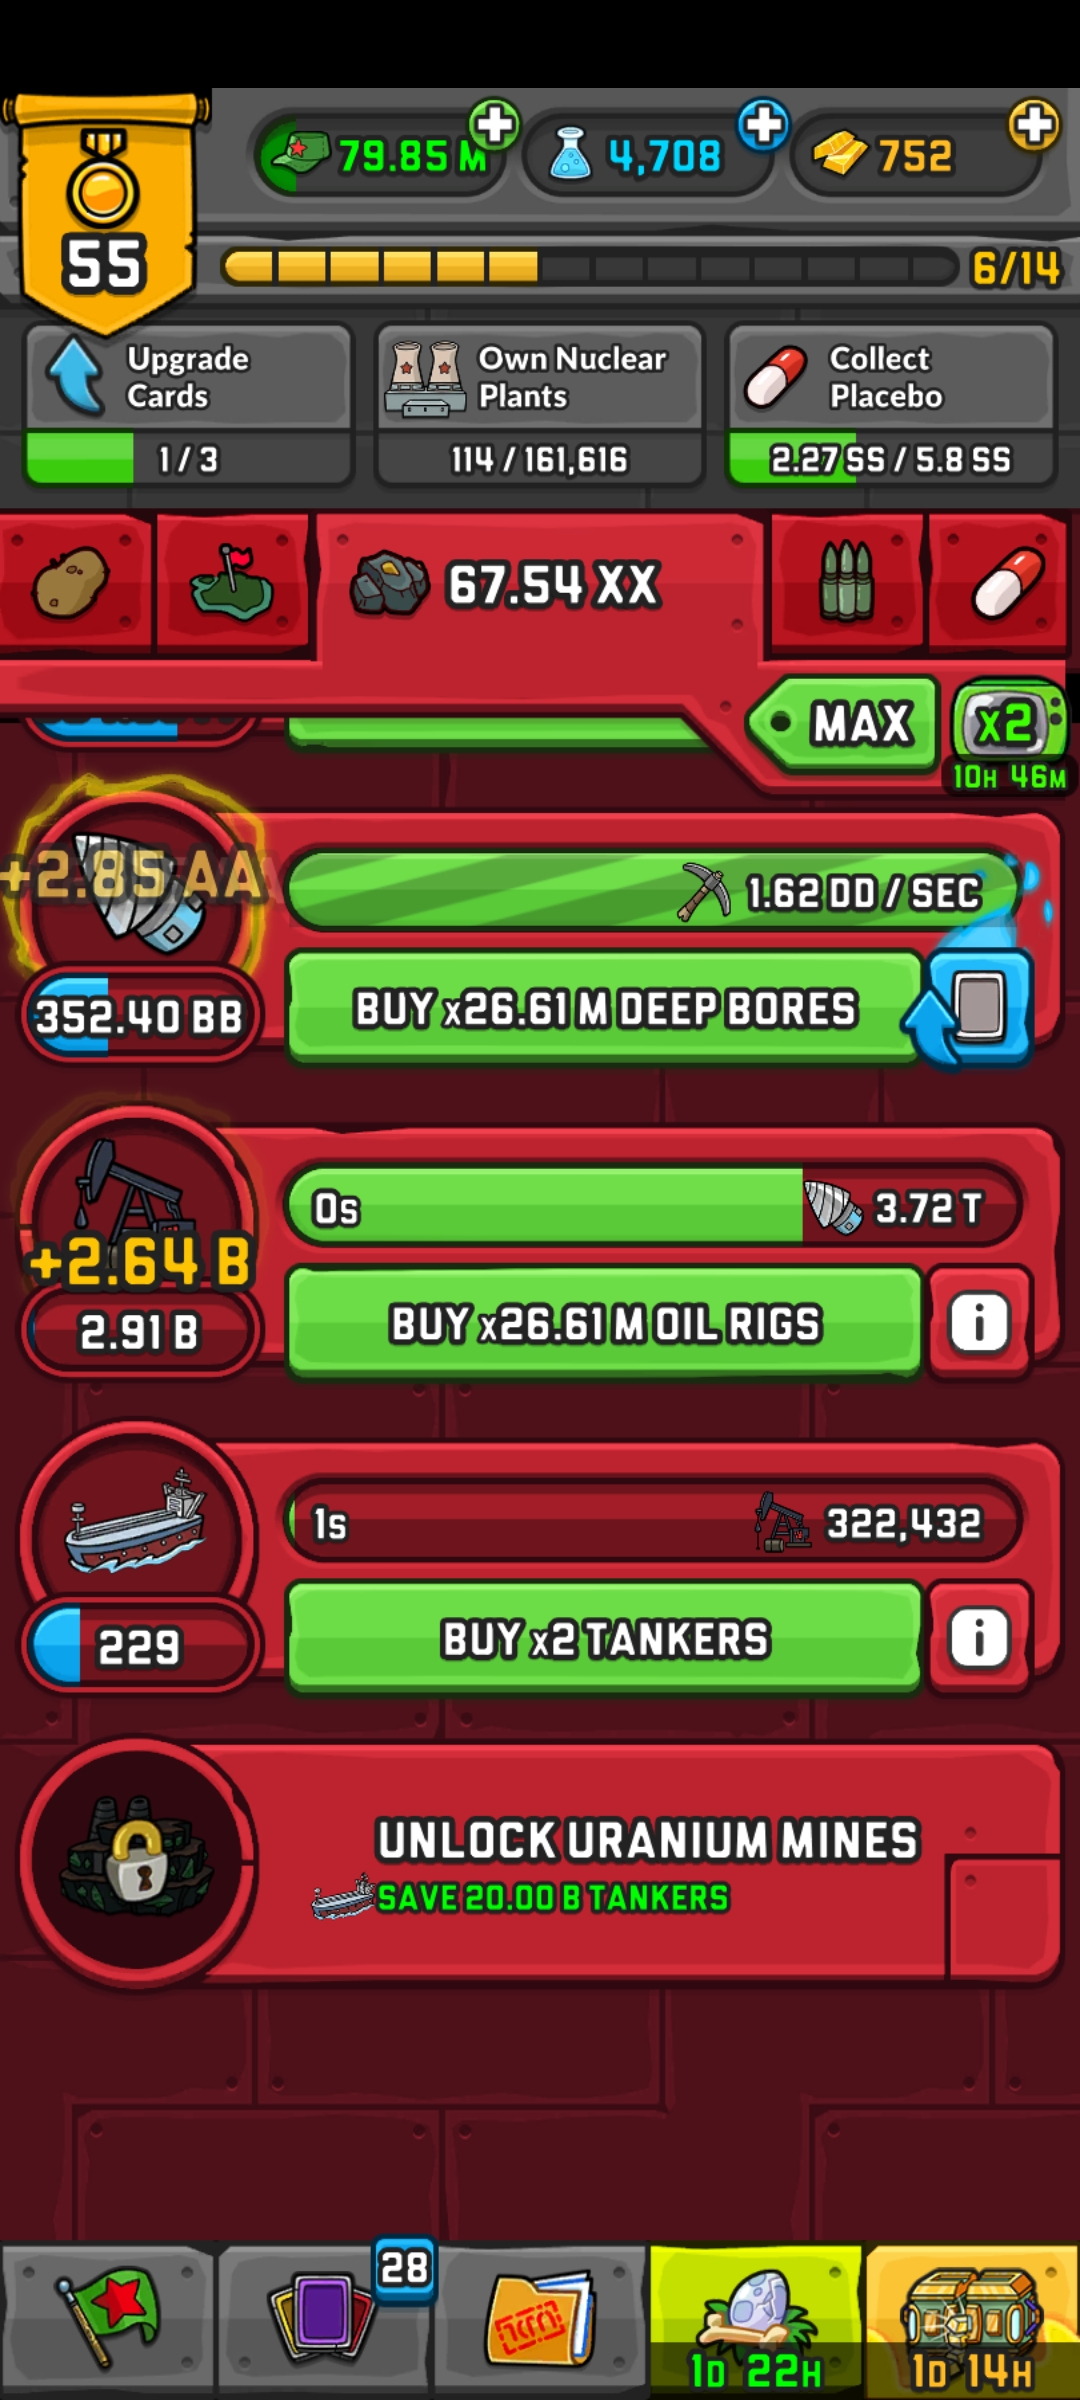 79.85 M
4,708
752
55
6/14
Upgrade
Cards
1 / 3
Own Nuclear
Plants
114 / 161,616
Collect
Placebo
2.27 SS / 5.8 SS
67.54 XX
MAX
x2
10H 46M
+2.85 AA
1.62 DD / SEC
352.40 BB
BUY x26.61 M DEEP BORES
0s
3.72 T
+2.64 B
2.91 B
BUY x26.61 M OIL RIGS
i
1s
322,432
229
BUY x2 TANKERS
i
UNLOCK URANIUM MINES
SAVE 20.00 B TANKERS
28
1D 22H
1D 14H